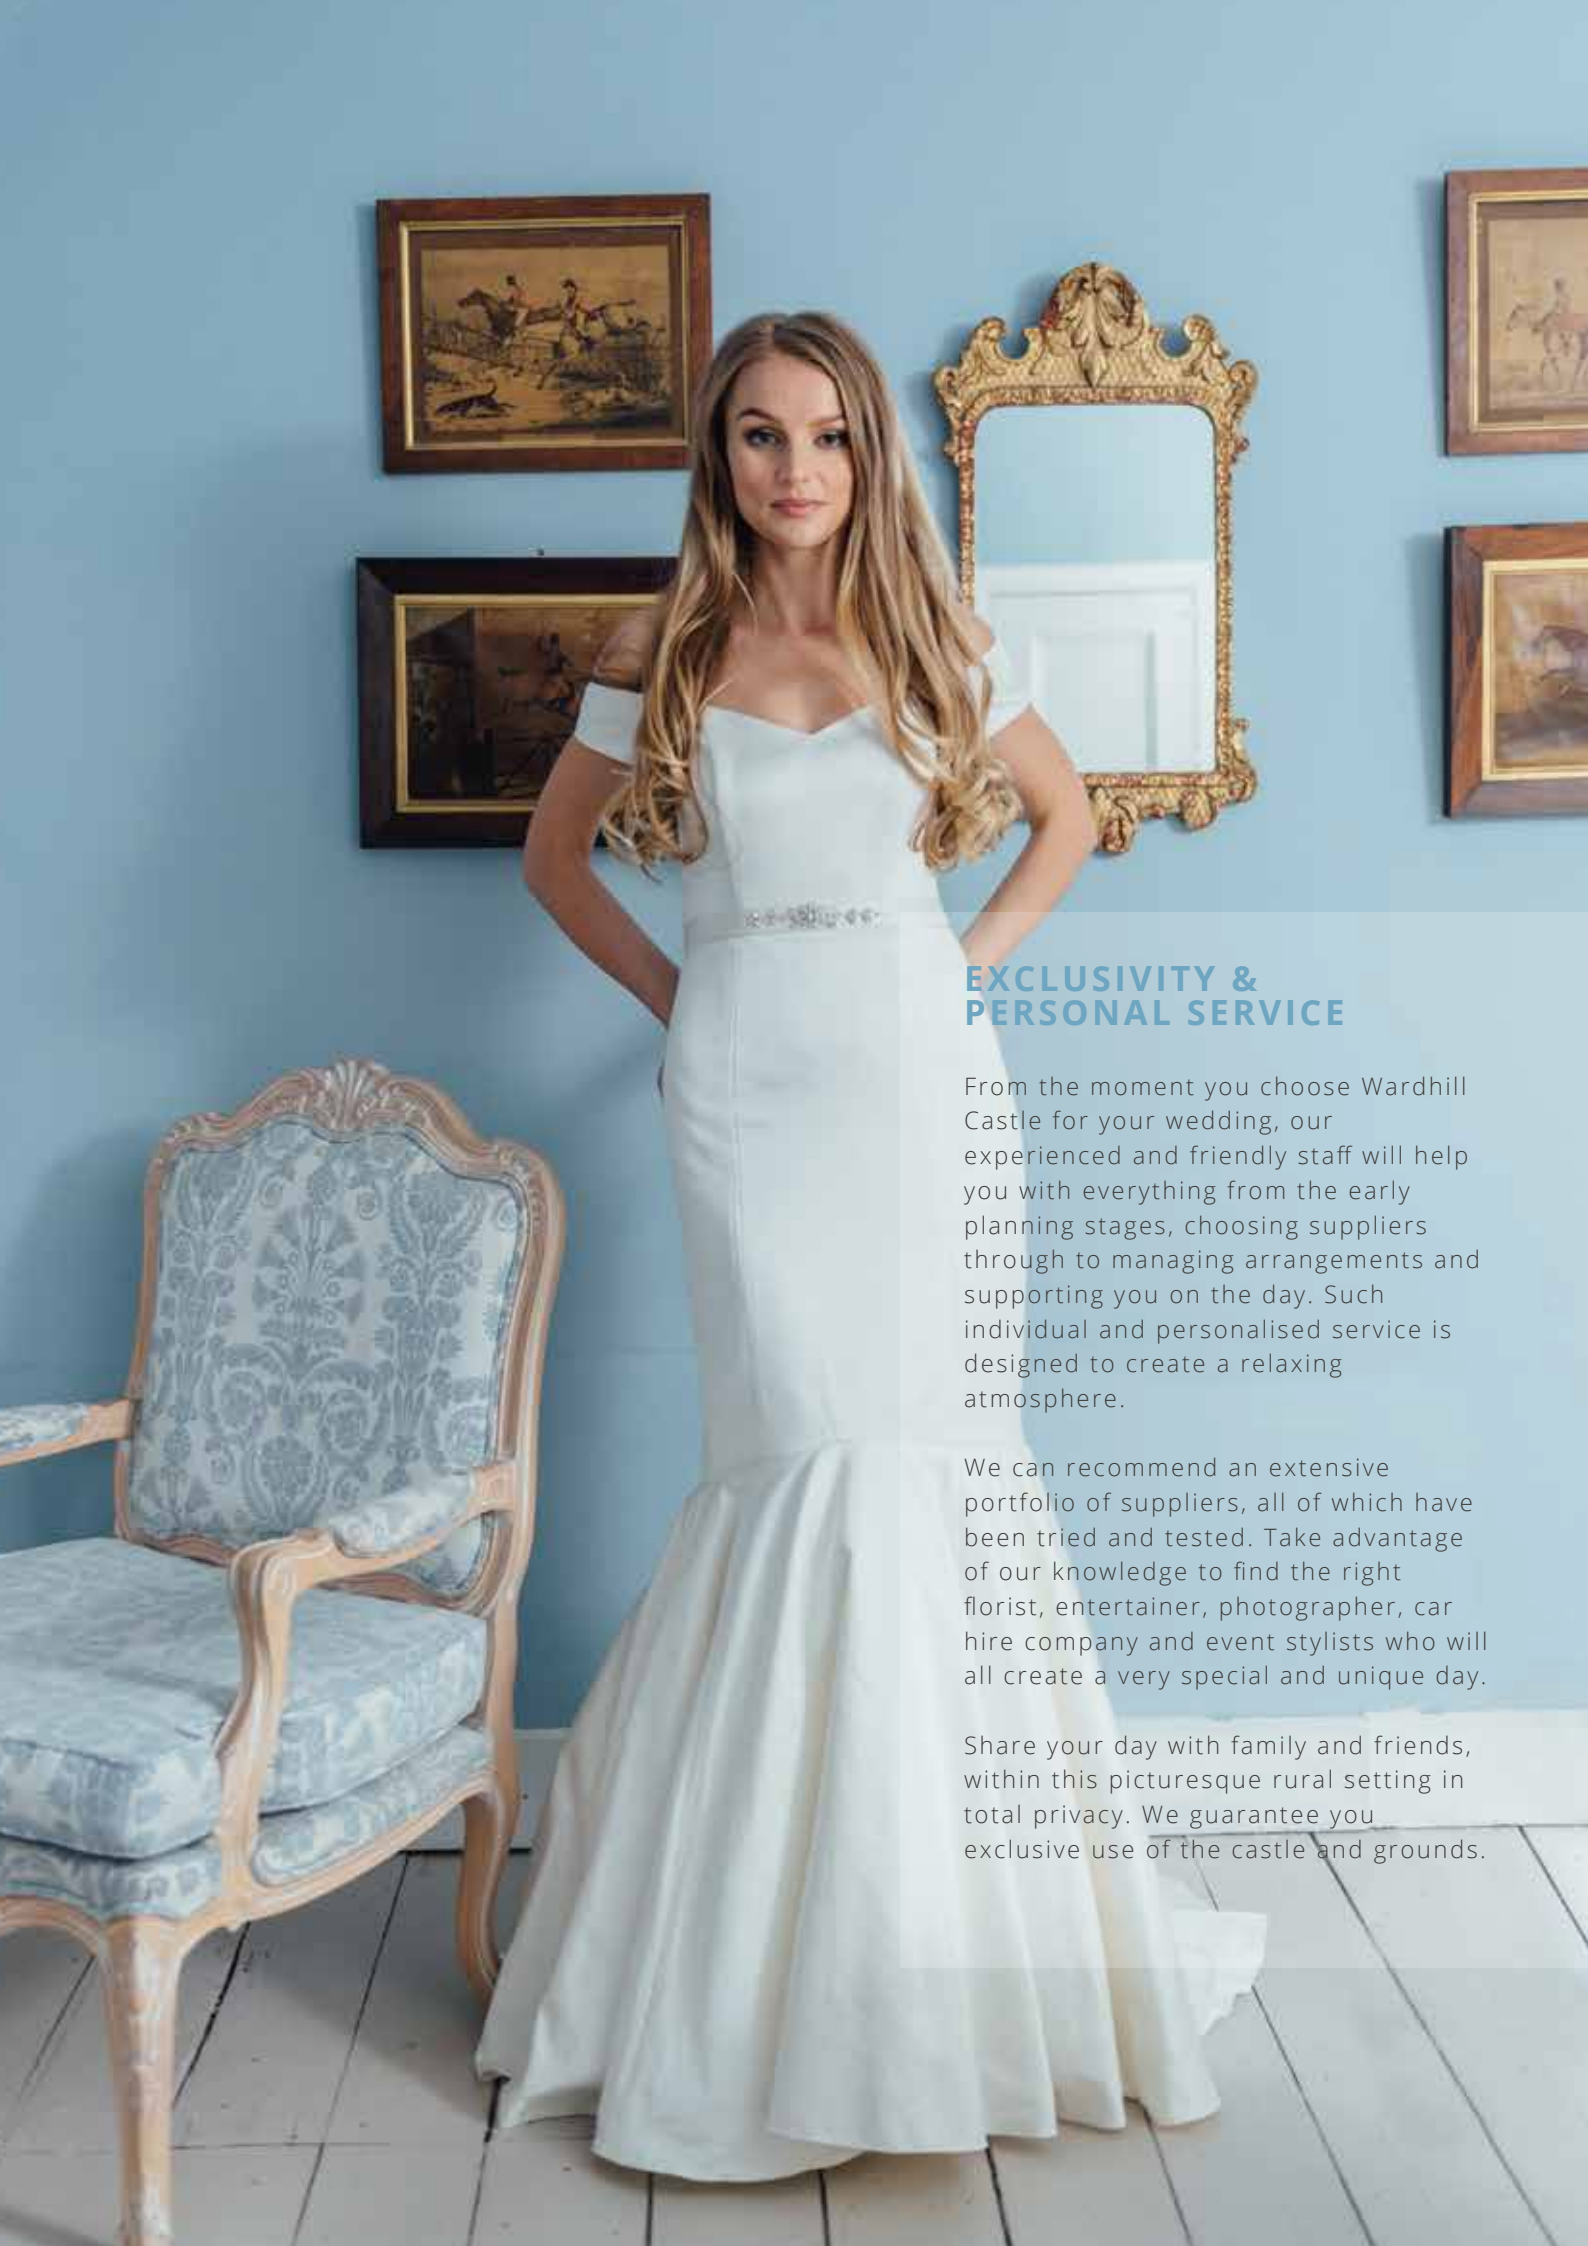 EXCLUSIVITY &
PERSONAL SERVICE
From the moment you choose Wardhill
Castle for your wedding, our
experienced and friendly staff will help
you with everything from the early
planning stages, choosing suppliers
through to managing arrangements and
supporting you on the day. Such
individual and personalised service is
designed to create a relaxing
atmosphere.
We can recommend an extensive
portfolio of suppliers, all of which have
been tried and tested. Take advantage
of our knowledge to find the right
florist, entertainer, photographer, car
hire company and event stylists who will
all create a very special and unique day.
Share your day with family and friends,
within this picturesque rural setting in
total privacy. We guarantee you
exclusive use of the castle and grounds.